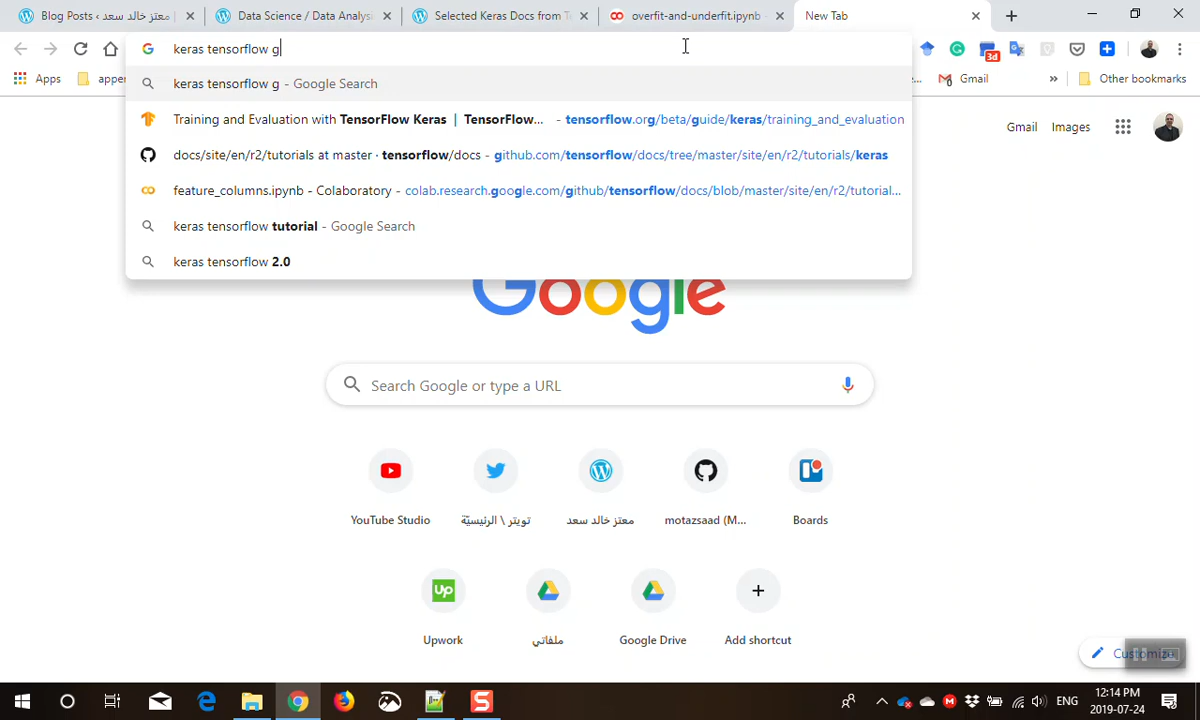 Blog Posts ‹ معتز خالد سعد
Data Science / Data Analysi
Selected Keras Docs from T
overfit-and-underfit.ipynb -
New Tab
keras tensorflow g
3d
Apps
apper
Gmail
»
Other bookmarks
keras tensorflow g - Google Search
Training and Evaluation with TensorFlow Keras | TensorFlow... - tensorflow.org/beta/guide/keras/training_and_evaluation
docs/site/en/r2/tutorials at master · tensorflow/docs - github.com/tensorflow/docs/tree/master/site/en/r2/tutorials/keras
feature_columns.ipynb - Colaboratory - colab.research.google.com/github/tensorflow/docs/blob/master/site/en/r2/tutorial...
keras tensorflow tutorial - Google Search
keras tensorflow 2.0
Gmail
Images
Google
Search Google or type a URL
YouTube Studio
تويتر \ الرئيسيّة
معتز خالد سعد
motazsaad (M...
Boards
Up
Upwork
ملفاتي
Google Drive
Add shortcut
Customize
ENG
12:14 PM
2019-07-24